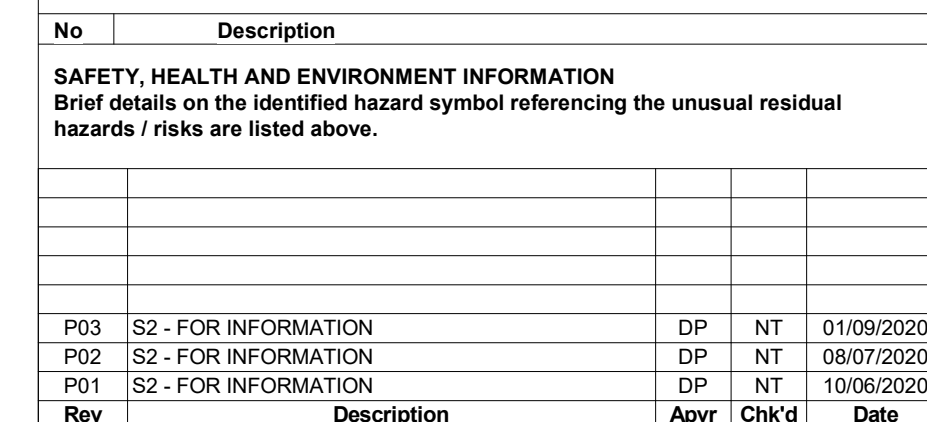 No Description
SAFETY, HEALTH AND ENVIRONMENT INFORMATION
Brief details on the identified hazard symbol referencing the unusual residual
hazards / risks are listed above.
P03 S2 - FOR INFORMATION DP NT 01/09/2020
P02 S2 - FOR INFORMATION DP NT 08/07/2020
P01 S2 - FOR INFORMATION DP NT 10/06/2020
Rev Description Apvr Chk'd Date